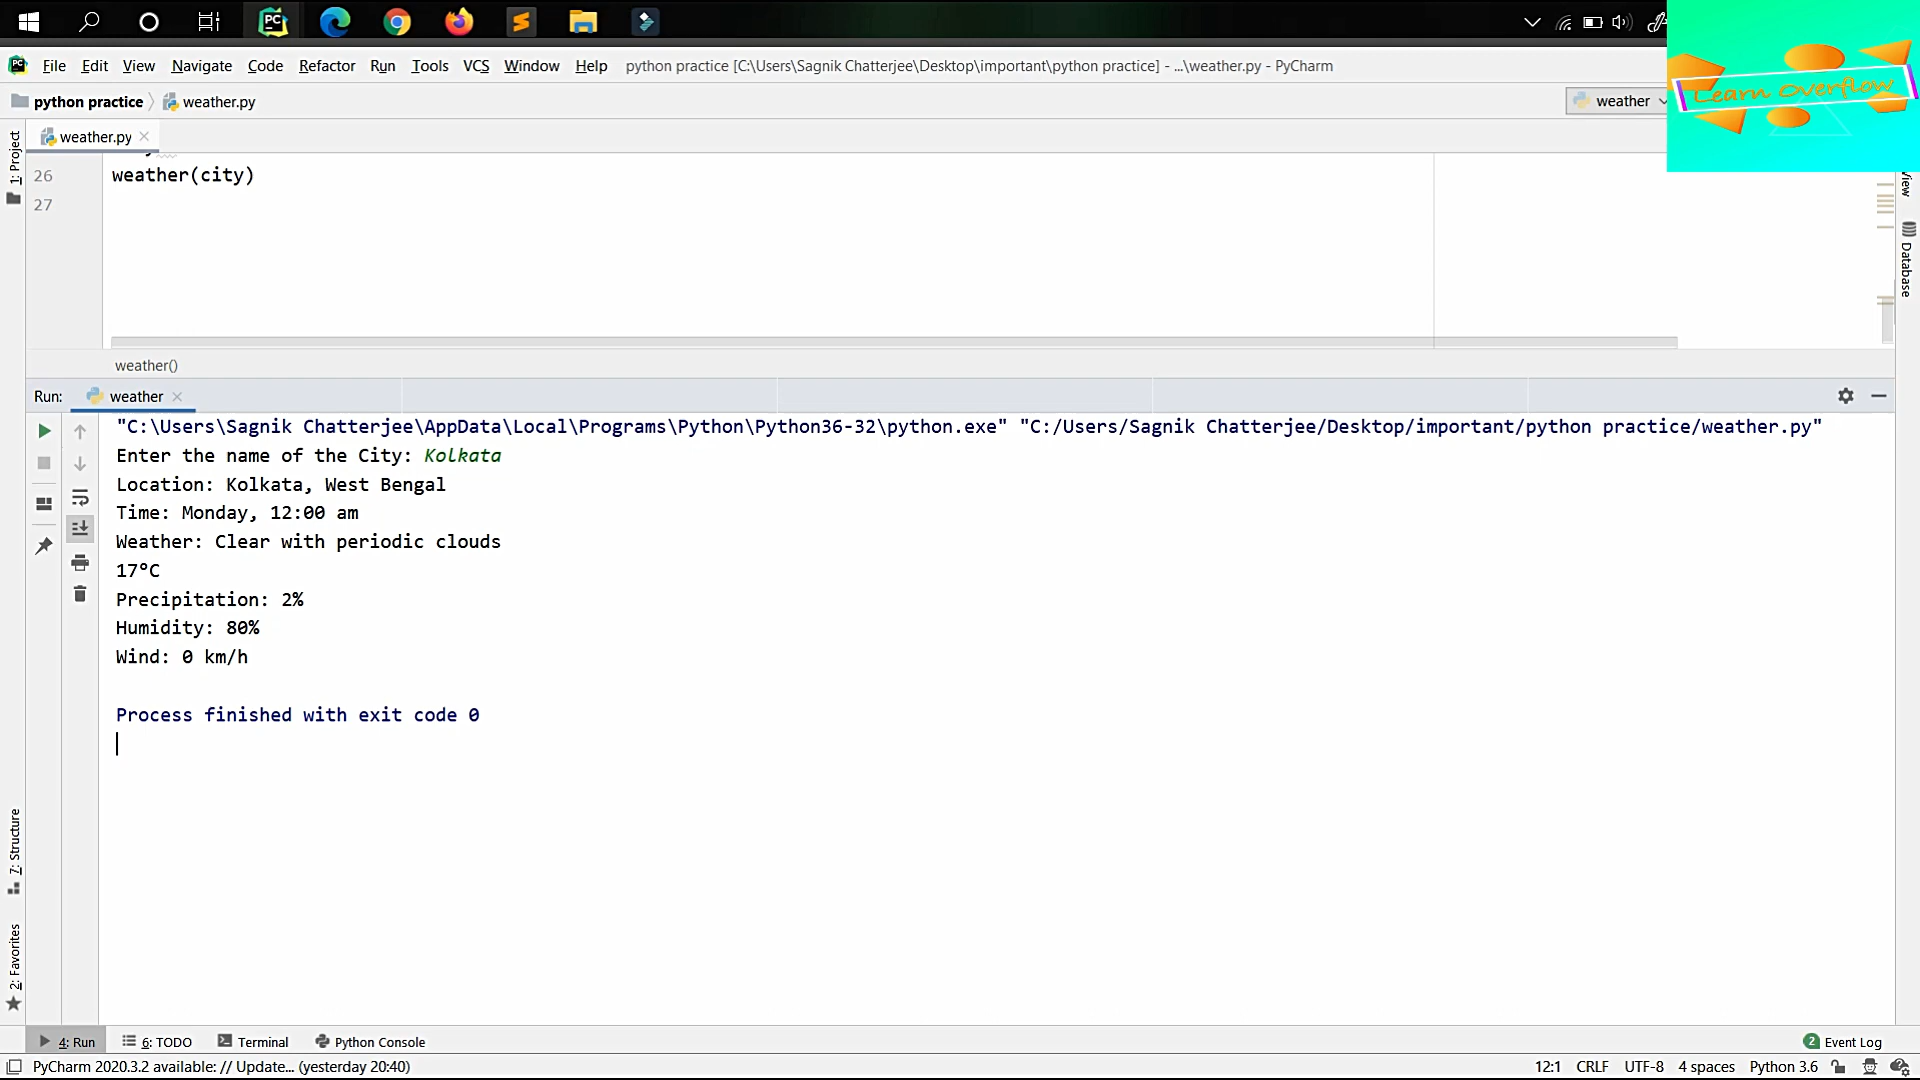 File Edit View Navigate Code Refactor Run Tools VCS Window Help python practice [C:\Users\Sagnik Chatterjee\Desktop\important\python practice] - ...\weather.py - PyCharm
Learn Overflow
python practice weather.py
weather
weather.py
1: Project
26 weather(city)
27
View
Database
weather()
Run: weather
"C:\Users\Sagnik Chatterjee\AppData\Local\Programs\Python\Python36-32\python.exe" "C:/Users/Sagnik Chatterjee/Desktop/important/python practice/weather.py"
Enter the name of the City: Kolkata
Location: Kolkata, West Bengal
Time: Monday, 12:00 am
Weather: Clear with periodic clouds
17°C
Precipitation: 2%
Humidity: 80%
Wind: 0 km/h
Process finished with exit code 0
7: Structure
2: Favorites
4: Run 6: TODO Terminal Python Console 2 Event Log
PyCharm 2020.3.2 available: // Update... (yesterday 20:40) 12:1 CRLF UTF-8 4 spaces Python 3.6